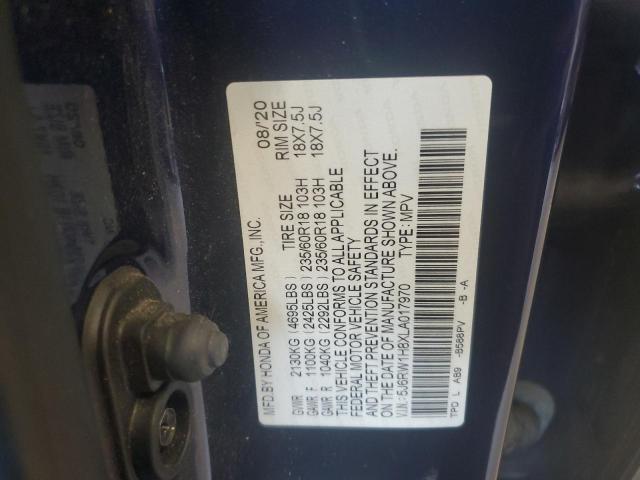 MFD.BY HONDA OF AMERICA MFG.,INC. 08/'20
TIRE SIZE RIM SIZE
GVWR 2130KG (4695LBS)
GAWR F 1100KG (2425LBS) 235/60R18 103H 18X7.5J
GAWR R 1040KG (2292LBS) 235/60R18 103H 18X7.5J
THIS VEHICLE CONFORMS TO ALL APPLICABLE
FEDERAL MOTOR VEHICLE SAFETY
AND THEFT PREVENTION STANDARDS IN EFFECT
ON THE DATE OF MANUFACTURE SHOWN ABOVE.
V.I.N.:5J6RW1H8XLA017970 TYPE: MPV
TPD L AB9 -B588PV -B -A